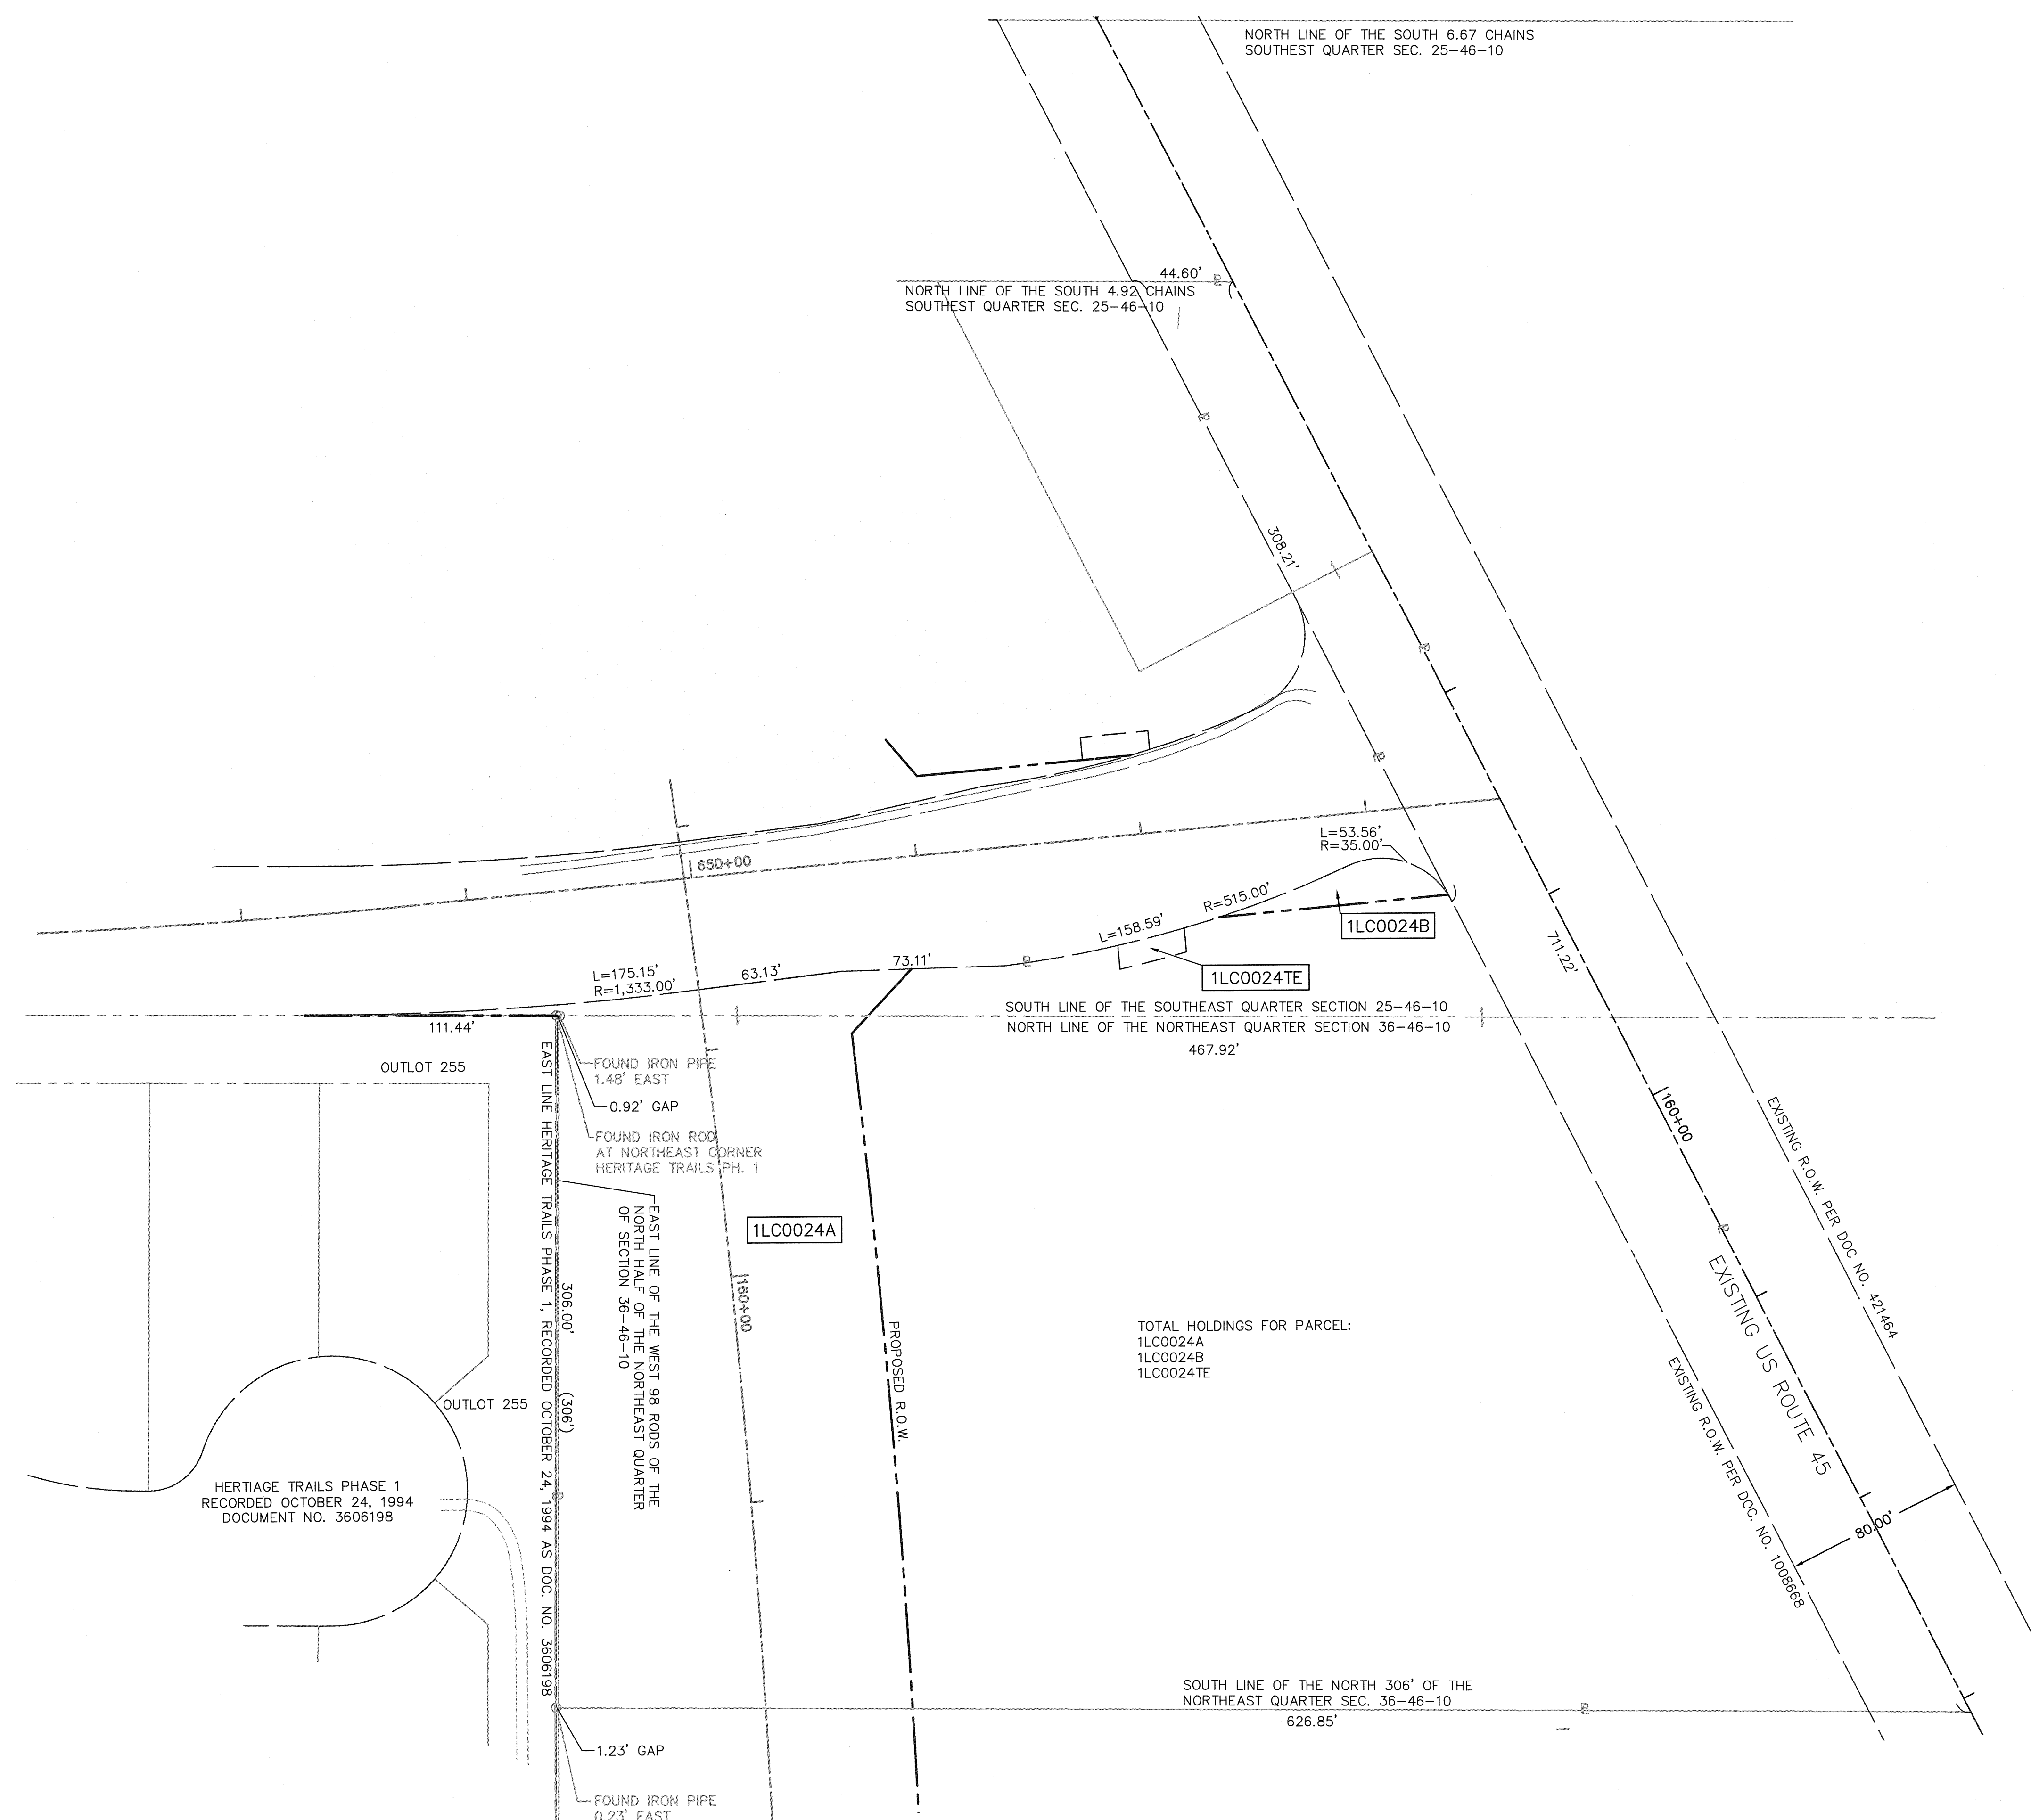 NORTH LINE OF THE SOUTH 6.67 CHAINS
SOUTHEST QUARTER SEC. 25-46-10
44.60'
NORTH LINE OF THE SOUTH 4.92 CHAINS
SOUTHEST QUARTER SEC. 25-46-10
308.21'
650+00
L=53.56'
R=35.00'
R=515.00'
L=158.59'
1LC0024B
711.22'
1LC0024TE
73.11'
63.13'
L=175.15'
R=1,333.00'
111.44'
SOUTH LINE OF THE SOUTHEAST QUARTER SECTION 25-46-10
NORTH LINE OF THE NORTHEAST QUARTER SECTION 36-46-10
467.92'
OUTLOT 255
FOUND IRON PIPE
1.48' EAST
0.92' GAP
FOUND IRON ROD
AT NORTHEAST CORNER
HERITAGE TRAILS PH. 1
EAST LINE HERITAGE TRAILS PHASE 1, RECORDED OCTOBER 24, 1994 AS DOC. NO. 3606198
EAST LINE OF THE WEST 98 RODS OF THE
NORTH HALF OF THE NORTHEAST QUARTER
OF SECTION 36-46-10
306.00'
(306')
1LC0024A
160+00
PROPOSED R.O.W.
TOTAL HOLDINGS FOR PARCEL:
1LC0024A
1LC0024B
1LC0024TE
160+00
EXISTING R.O.W. PER DOC NO. 421464
EXISTING US ROUTE 45
EXISTING R.O.W. PER DOC. NO. 1008668
80.00'
OUTLOT 255
HERTIAGE TRAILS PHASE 1
RECORDED OCTOBER 24, 1994
DOCUMENT NO. 3606198
SOUTH LINE OF THE NORTH 306' OF THE
NORTHEAST QUARTER SEC. 36-46-10
626.85'
1.23' GAP
FOUND IRON PIPE
0.23' EAST